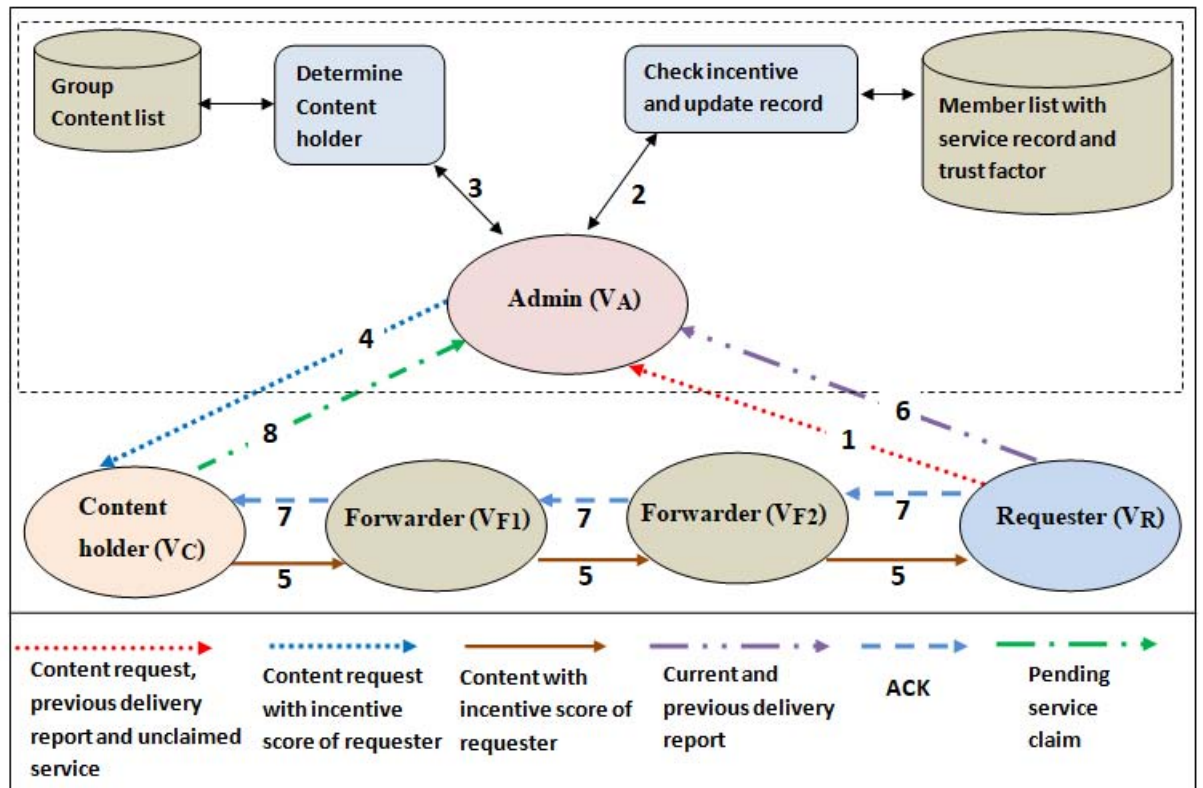 Group
Content list
Determine
Content
holder
Check incentive
and update record
Member list with
service record and
trust factor
3
2
Admin (VA)
4
8
6
1
Content
holder (VC)
7
Forwarder (VF1)
7
Forwarder (VF2)
7
Requester (VR)
5
5
5
Content request,
previous delivery
report and unclaimed
service
Content request
with incentive
score of requester
Content with
incentive score of
requester
Current and
previous delivery
report
ACK
Pending
service
claim